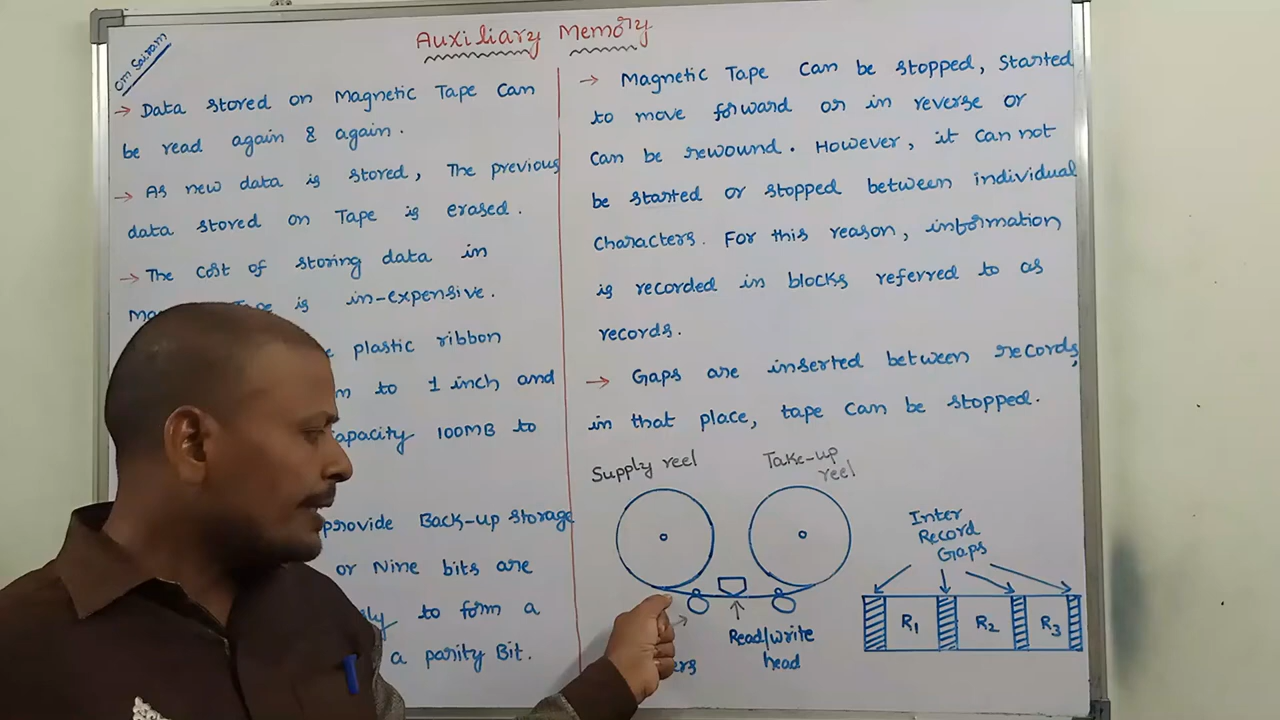 Om Sairam
Auxiliary Memory
→ Data stored on Magnetic Tape Can
be read again & again.
→ As new data is stored, The previous
data stored on Tape is erased.
→ The Cost of storing data in
is in-expensive.
plastic ribbon
to 1 inch and
capacity 100MB to
provide Back-up storage
or Nine bits are
to form a
a parity Bit.
→ Magnetic Tape Can be stopped, Started
to move forward or in reverse or
Can be rewound. However, it can not
be started or stopped between individual
Characters. For this reason, information
is recorded in blocks referred to as
records.
→ Gaps are inserted between records,
in that place, tape Can be stopped.
Supply reel
Take-up
reel
Read/write
head
Inter
Record
Gaps
R1 R2 R3